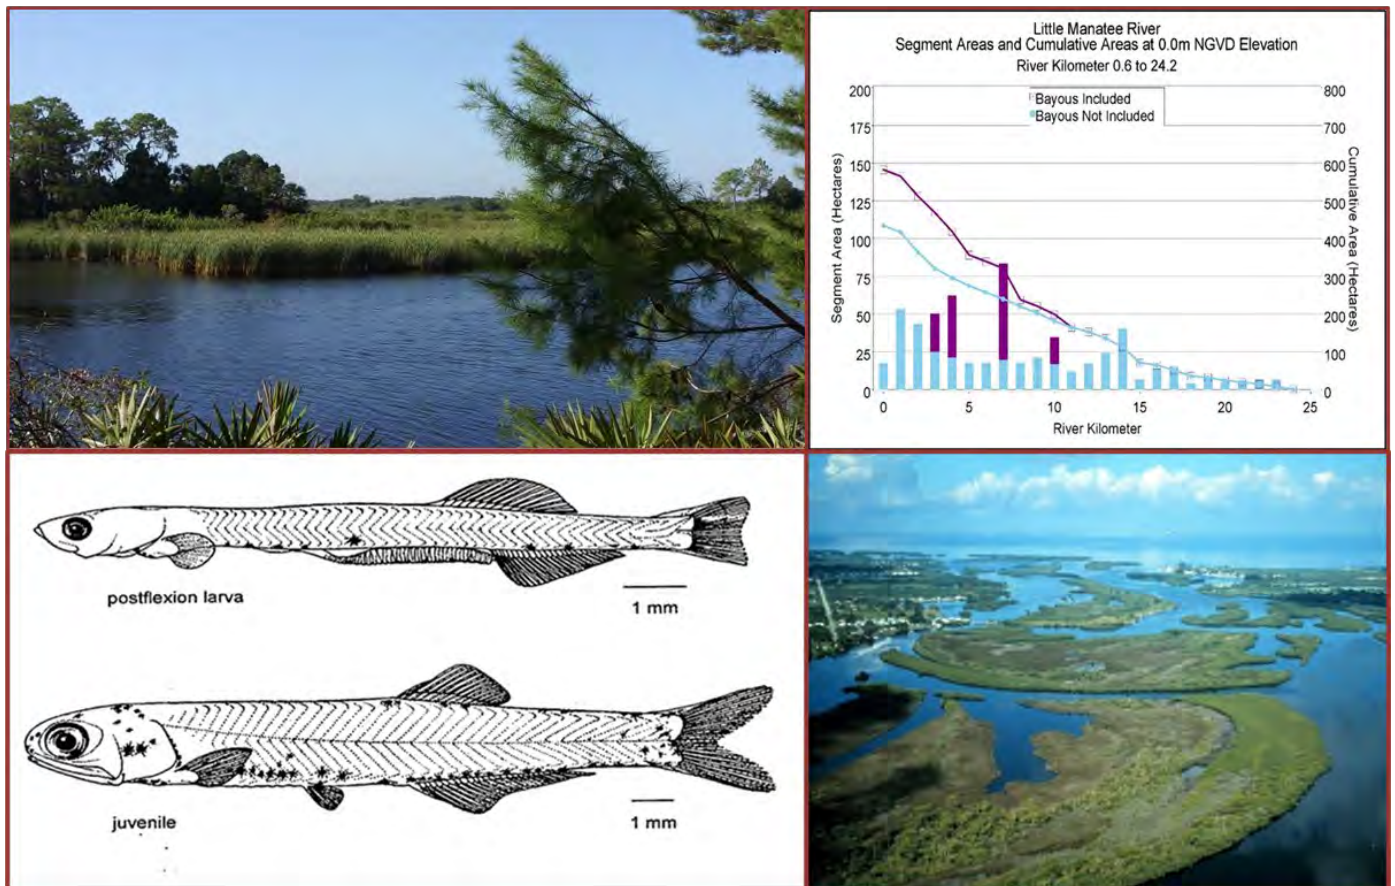 Little Manatee River
Segment Areas and Cumulative Areas at 0.0m NGVD Elevation
River Kilometer 0.6 to 24.2
Bayous Included
Bayous Not Included
Segment Area (Hectares)
200
175
150
125
100
75
50
25
0
800
700
600
500
400
300
200
100
0
Cumulative Area (Hectares)
0 5 10 15 20 25
River Kilometer
postflexion larva
1 mm
juvenile
1 mm